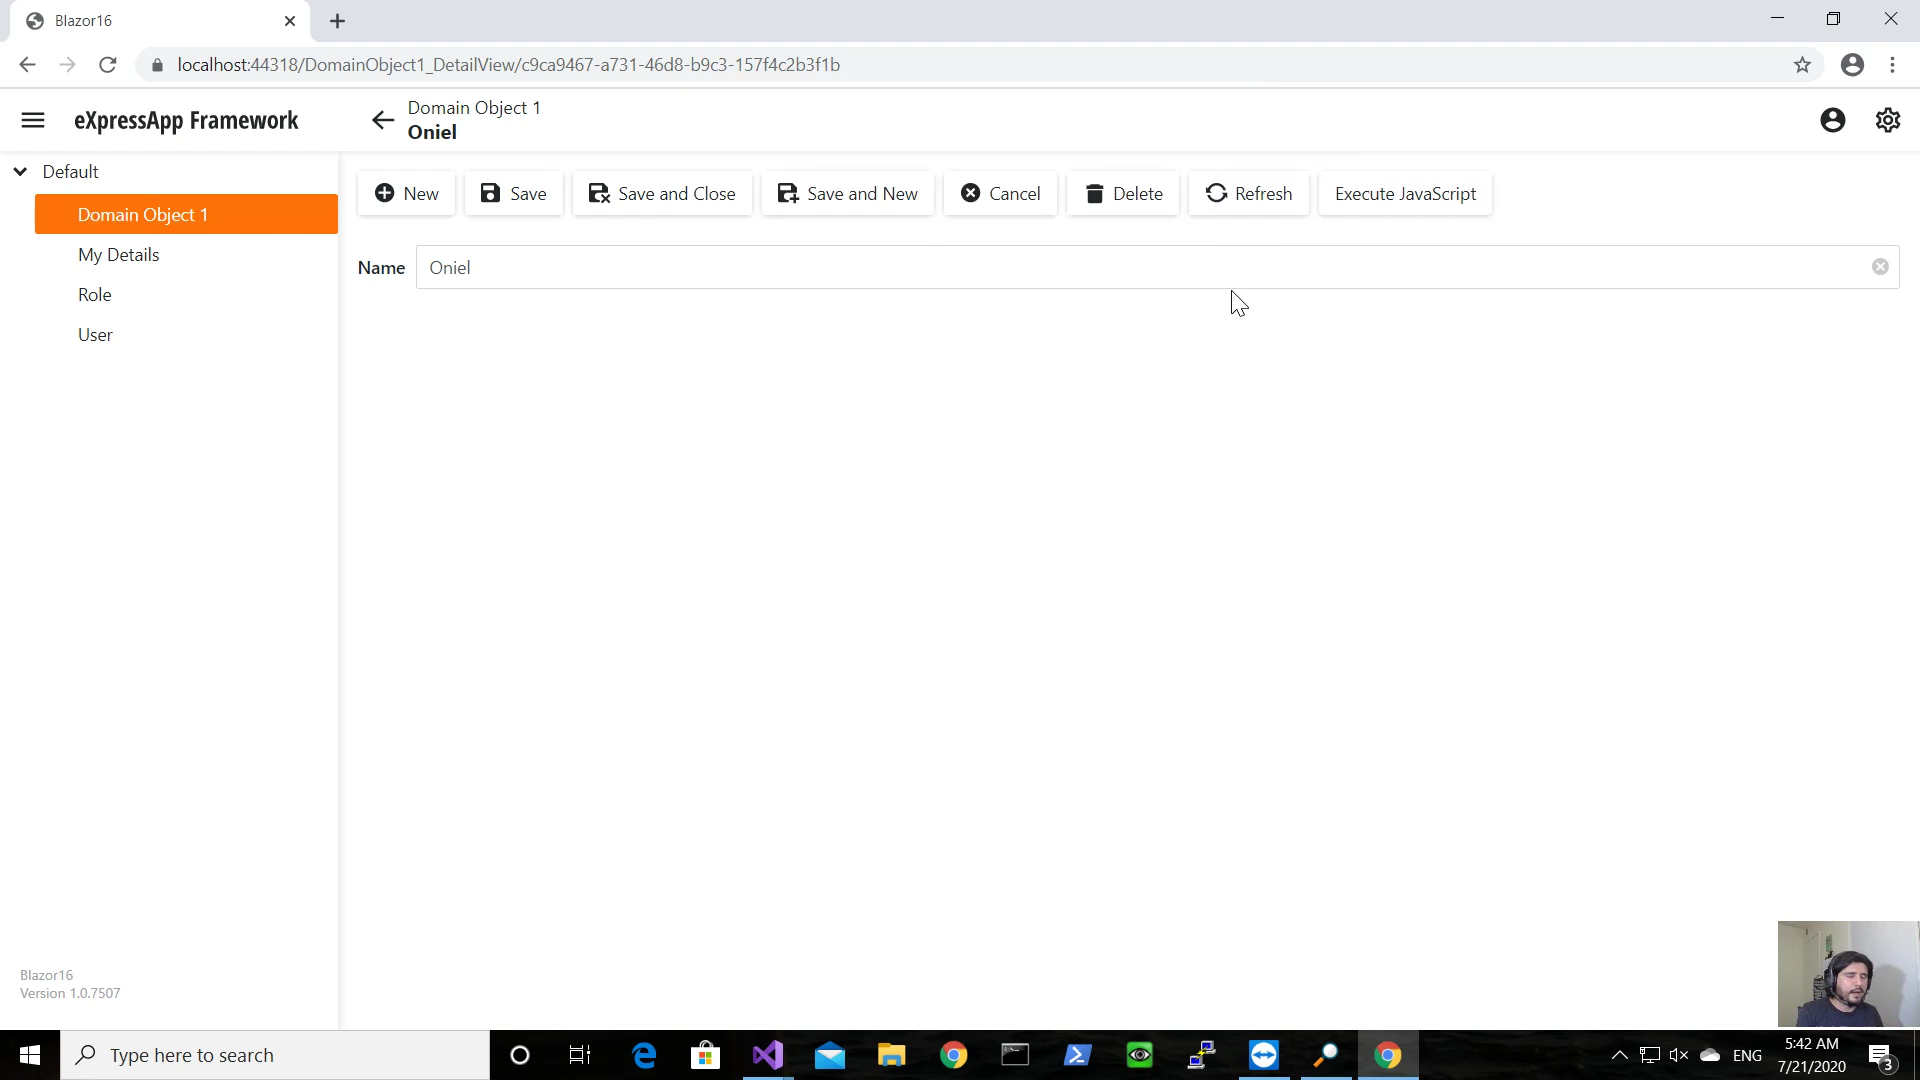 Blazor16
localhost:44318/DomainObject1_DetailView/c9ca9467-a731-46d8-b9c3-157f4c2b3f1b
eXpressApp Framework
Domain Object 1
Oniel
Default
Domain Object 1
My Details
Role
User
New
Save
Save and Close
Save and New
Cancel
Delete
Refresh
Execute JavaScript
Name
Oniel
Blazor16
Version 1.0.7507
Type here to search
ENG
5:42 AM
7/21/2020
3